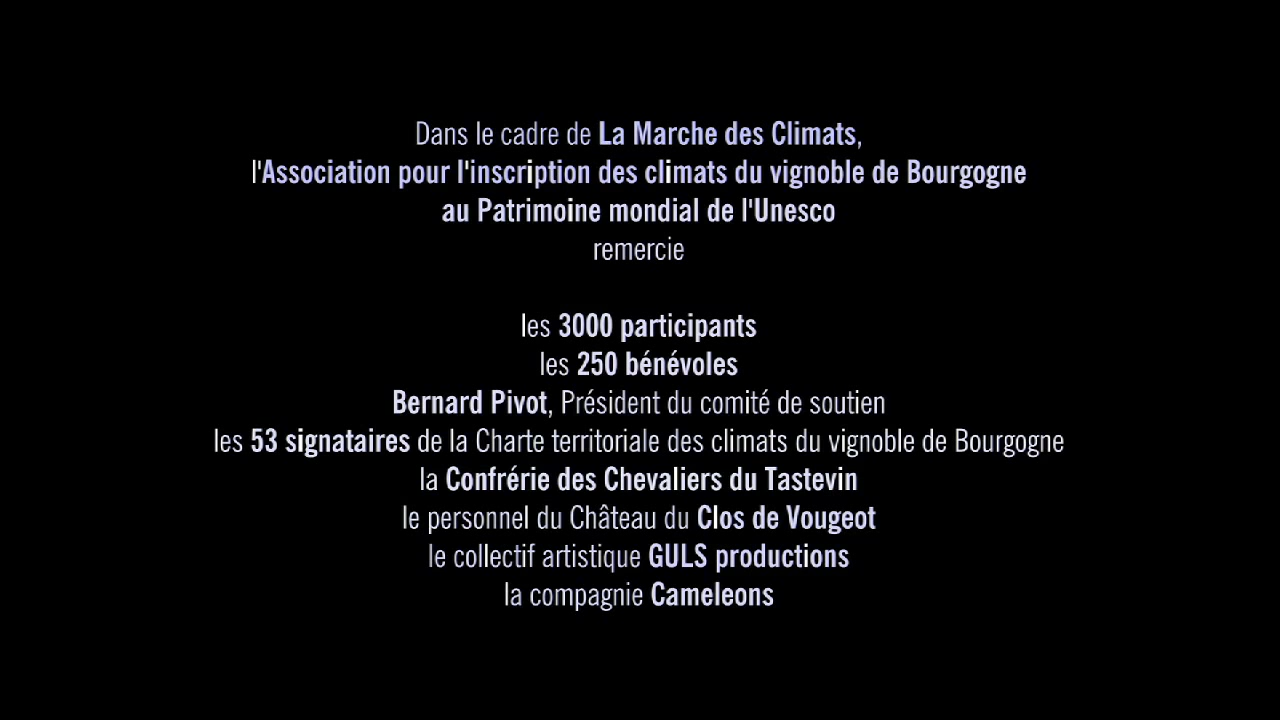 Dans le cadre de La Marche des Climats,
l'Association pour l'inscription des climats du vignoble de Bourgogne
au Patrimoine mondial de l'Unesco
remercie
les 3000 participants
les 250 bénévoles
Bernard Pivot, Président du comité de soutien
les 53 signataires de la Charte territoriale des climats du vignoble de Bourgogne
la Confrérie des Chevaliers du Tastevin
le personnel du Château du Clos de Vougeot
le collectif artistique GULS productions
la compagnie Cameleons